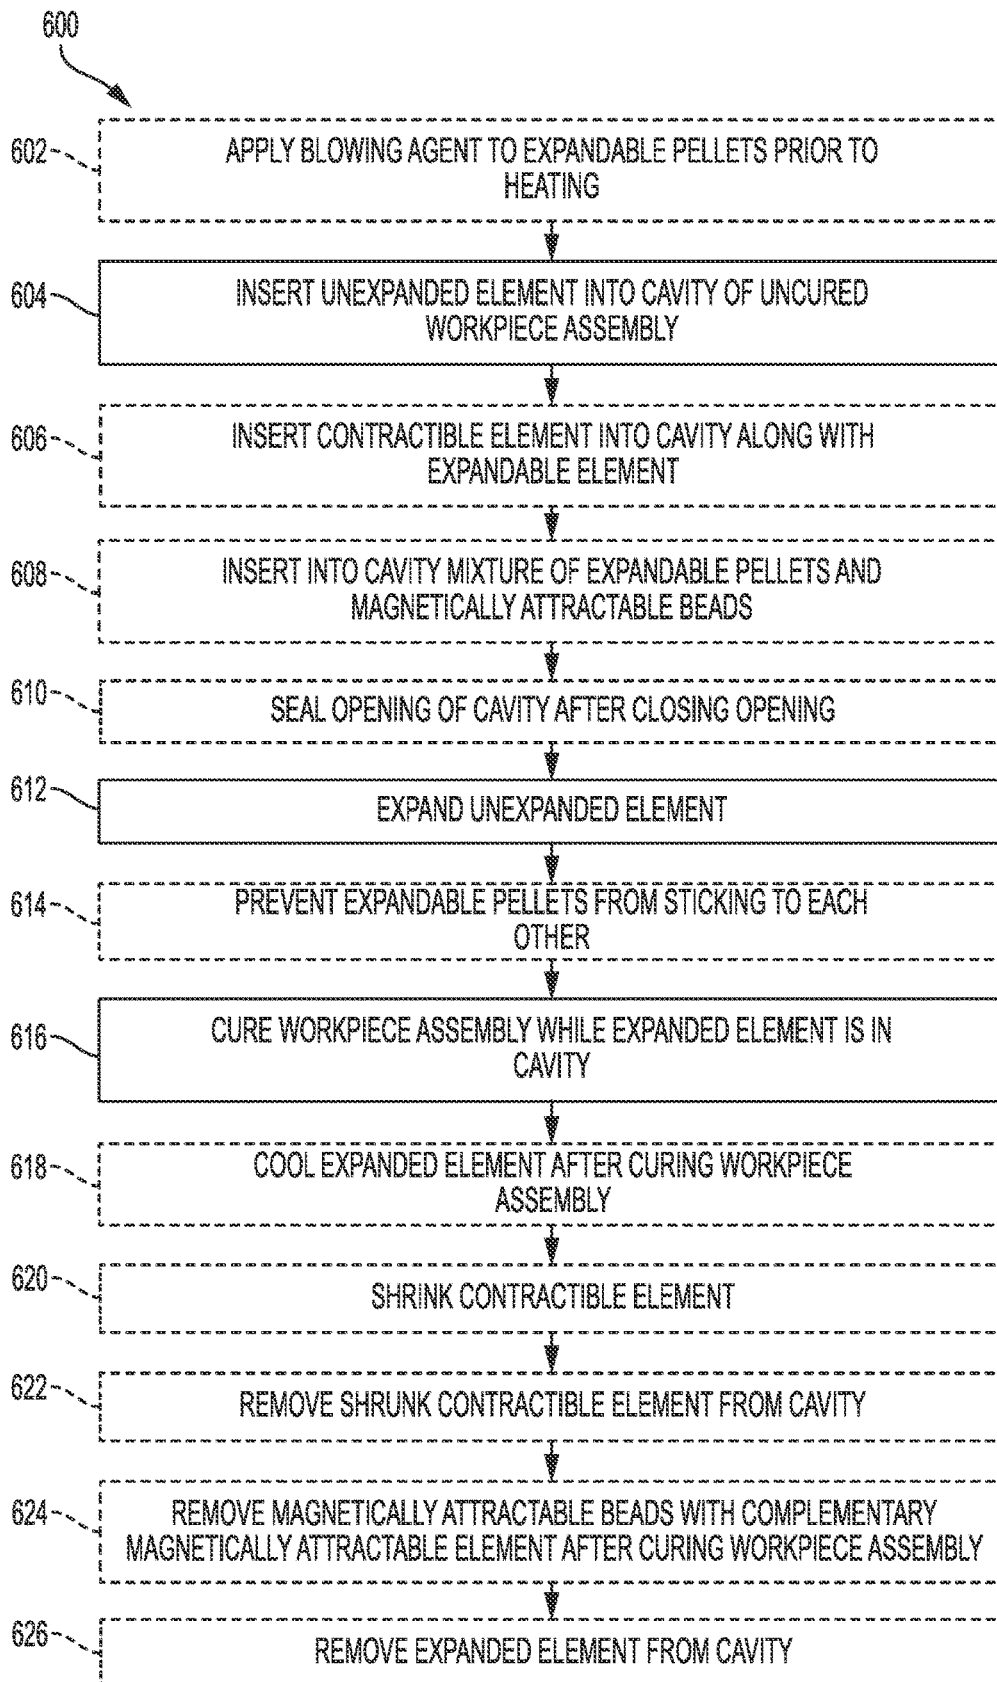 600
602
APPLY BLOWING AGENT TO EXPANDABLE PELLETS PRIOR TO
HEATING
604
INSERT UNEXPANDED ELEMENT INTO CAVITY OF UNCURED
WORKPIECE ASSEMBLY
606
INSERT CONTRACTIBLE ELEMENT INTO CAVITY ALONG WITH
EXPANDABLE ELEMENT
608
INSERT INTO CAVITY MIXTURE OF EXPANDABLE PELLETS AND
MAGNETICALLY ATTRACTABLE BEADS
610
SEAL OPENING OF CAVITY AFTER CLOSING OPENING
612
EXPAND UNEXPANDED ELEMENT
614
PREVENT EXPANDABLE PELLETS FROM STICKING TO EACH
OTHER
616
CURE WORKPIECE ASSEMBLY WHILE EXPANDED ELEMENT IS IN
CAVITY
618
COOL EXPANDED ELEMENT AFTER CURING WORKPIECE
ASSEMBLY
620
SHRINK CONTRACTIBLE ELEMENT
622
REMOVE SHRUNK CONTRACTIBLE ELEMENT FROM CAVITY
624
REMOVE MAGNETICALLY ATTRACTABLE BEADS WITH COMPLEMENTARY
MAGNETICALLY ATTRACTABLE ELEMENT AFTER CURING WORKPIECE ASSEMBLY
626
REMOVE EXPANDED ELEMENT FROM CAVITY